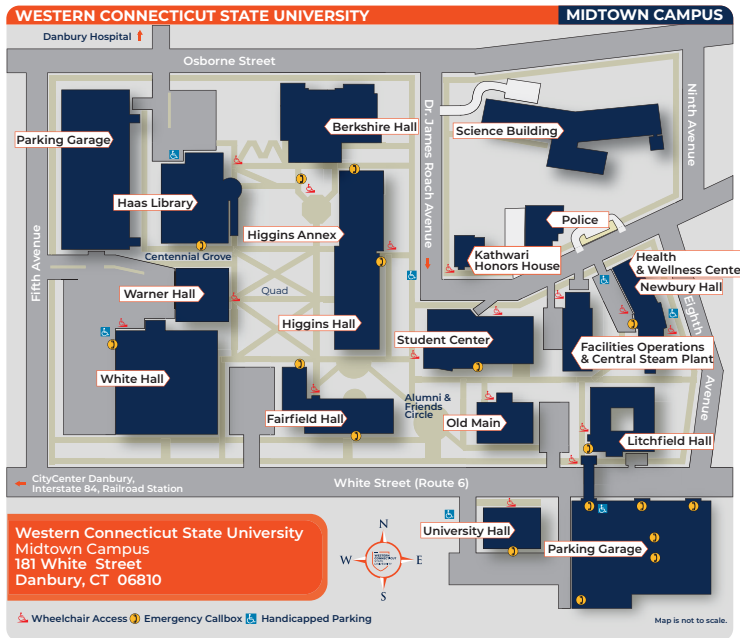 WESTERN CONNECTICUT STATE UNIVERSITY
MIDTOWN CAMPUS
Danbury Hospital
Osborne Street
Ninth Avenue
Dr. James Roach Avenue
Berkshire Hall
Science Building
Parking Garage
Haas Library
Higgins Annex
Police
Centennial Grove
Kathwari
Honors House
Health
& Wellness Cente
Newbury Hall
Fifth Avenue
Warner Hall
Quad
Higgins Hall
Student Center
Eighth
Avenue
Facilities Operations
& Central Steam Plant
White Hall
Fairfield Hall
Alumni &
Friends
Circle
Old Main
Litchfield Hall
CityCenter Danbury,
Interstate 84, Railroad Station
White Street (Route 6)
University Hall
Parking Garage
Western Connecticut State University
Midtown Campus
181 White Street
Danbury, CT 06810
N
W
E
S
Wheelchair Access
Emergency Callbox
Handicapped Parking
Map is not to scale.